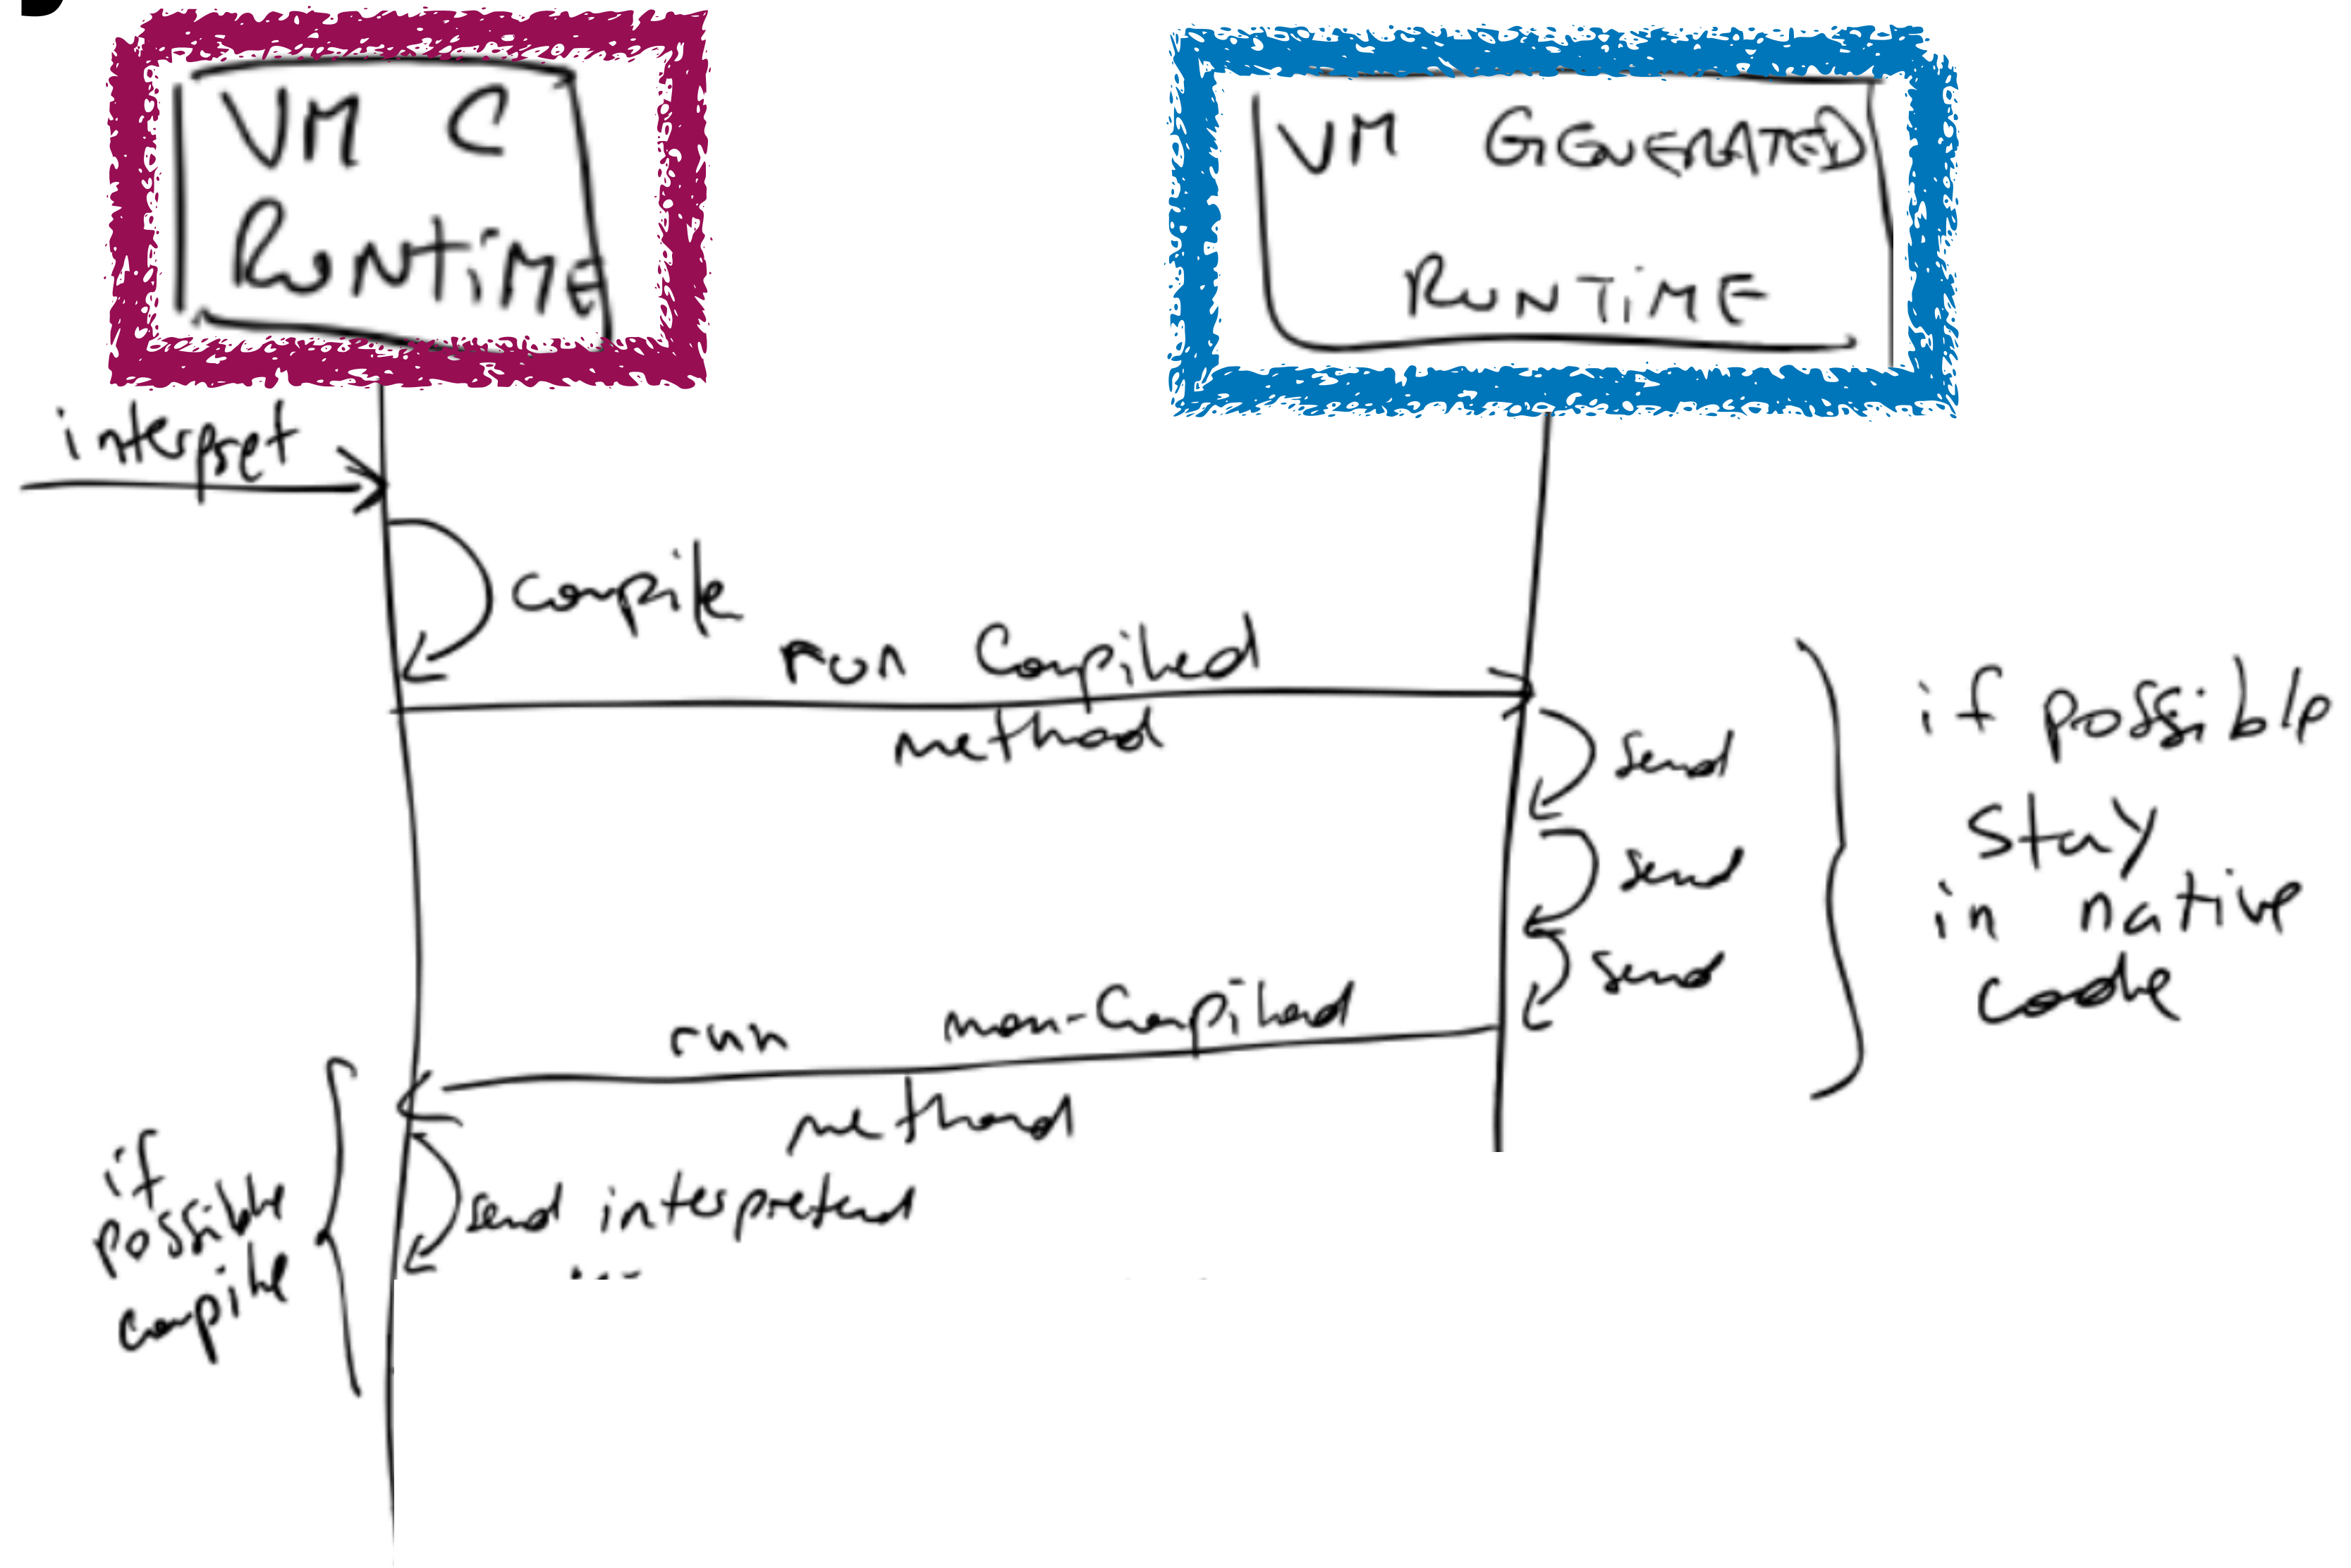 VM C
RUNTIME
VM GENERATED
RUNTIME
interpret
compile
run Compiled
method
send
send
send
if possible
stay
in native
code
run non-Compiled
method
send interpreted
if
possible
compile